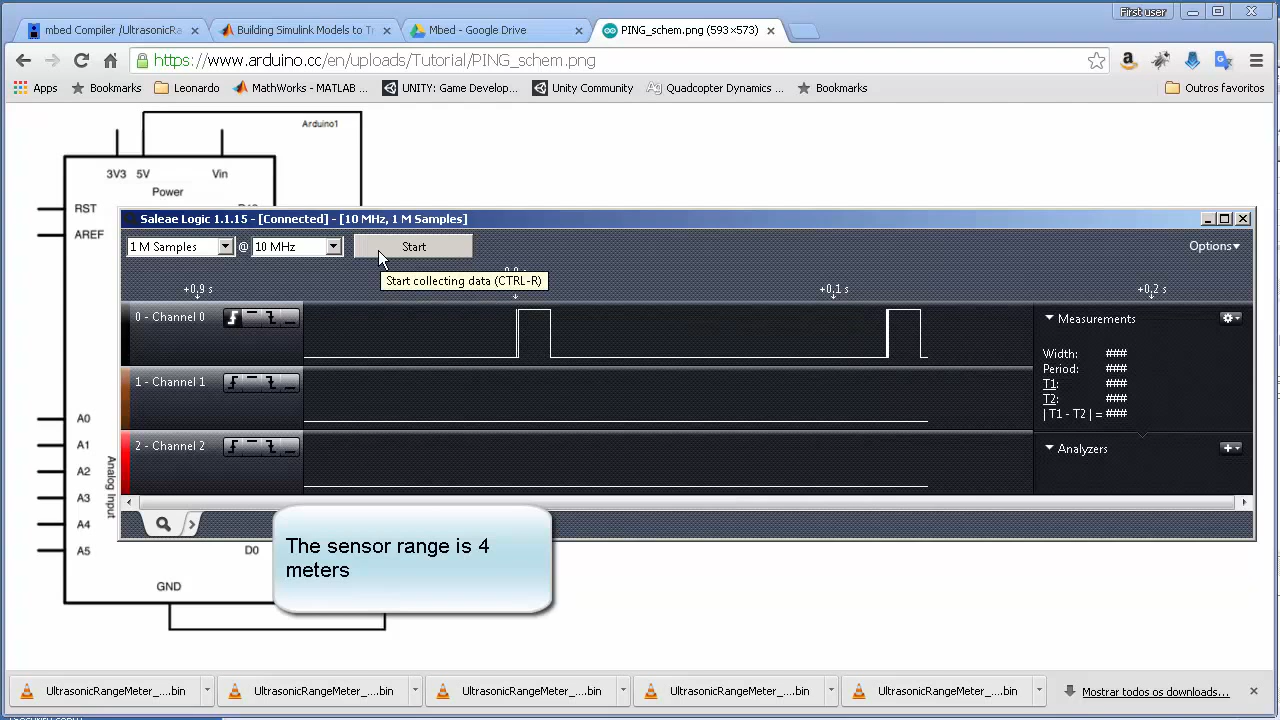 First user
mbed Compiler /UltrasonicRa
Building Simulink Models to Tr
Mbed - Google Drive
PING_schem.png (593×573)
https://www.arduino.cc/en/uploads/Tutorial/PING_schem.png
Apps
Bookmarks
Leonardo
MathWorks - MATLAB ...
UNITY: Game Develop...
Unity Community
Quadcoptor Dynamics ...
Bookmarks
Outros favoritos
Arduino1
3V3 5V Vin
Power
RST
AREF
Saleae Logic 1.1.15 - [Connected] - [10 MHz, 1 M Samples]
1 M Samples @ 10 MHz Start Options
Start collecting data (CTRL-R)
+0,9 s
+0,1 s
+0,2 s
0 - Channel 0
1 - Channel 1
2 - Channel 2
Measurements
Width: ###
Period: ###
T1: ###
T2: ###
| T1 - T2 | = ###
Analyzers
A0
A1
A2
A3
A4
A5
Analog Input
D0
GND
The sensor range is 4
meters
UltrasonicRangeMeter_....bin
UltrasonicRangeMeter_....bin
UltrasonicRangeMeter_....bin
UltrasonicRangeMeter_....bin
UltrasonicRangeMeter_....bin
Mostrar todos os downloads...